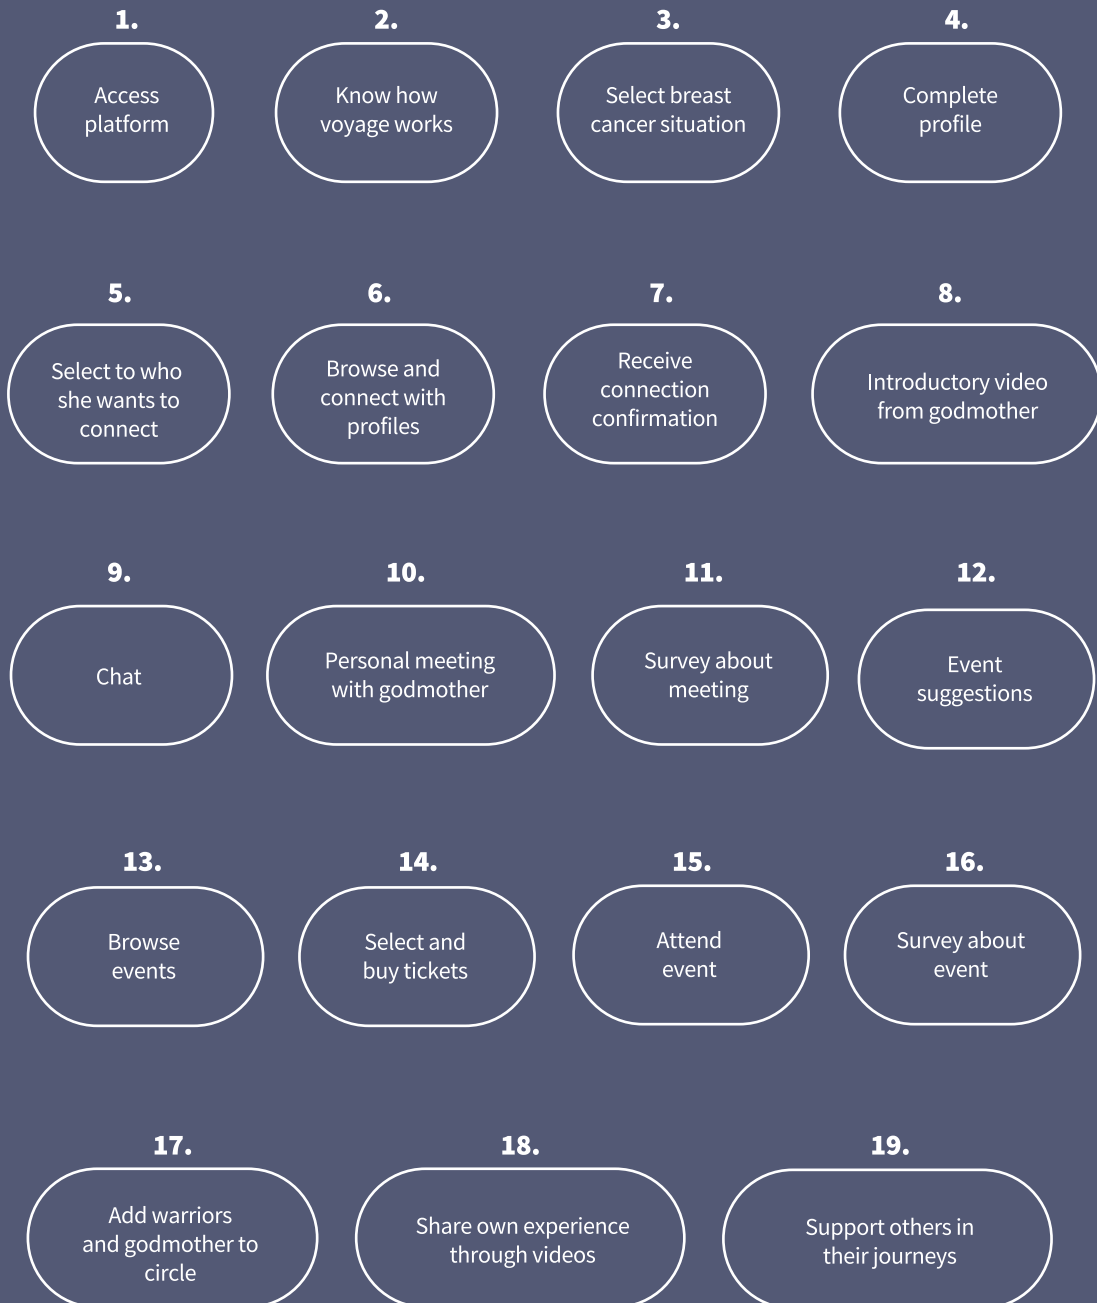 1.
Access
platform
2.
Know how
voyage works
3.
Select breast
cancer situation
4.
Complete
profile
5.
Select to who
she wants to
connect
6.
Browse and
connect with
profiles
7.
Receive
connection
confirmation
8.
Introductory video
from godmother
9.
Chat
10.
Personal meeting
with godmother
11.
Survey about
meeting
12.
Event
suggestions
13.
Browse
events
14.
Select and
buy tickets
15.
Attend
event
16.
Survey about
event
17.
Add warriors
and godmother to
circle
18.
Share own experience
through videos
19.
Support others in
their journeys